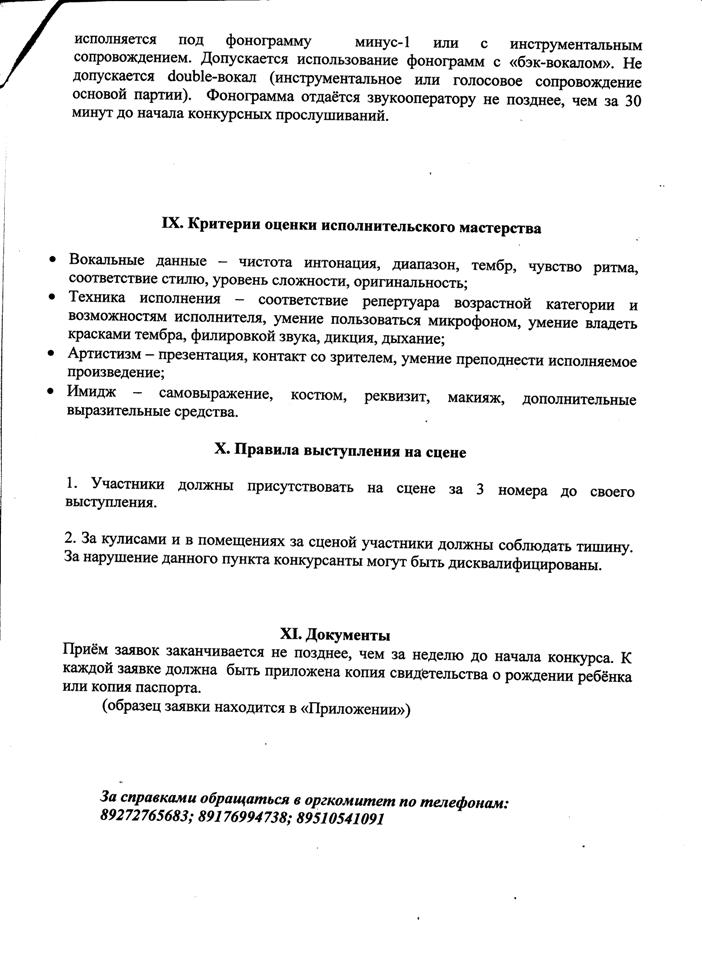 исполняется под фонограмму минус-1 или с инструментальным
сопровождением. Допускается использование фонограмм с «бэк-вокалом». Не
допускается double-вокал (инструментальное или голосовое сопровождение
основой партии). Фонограмма отдаётся звукооператору не позднее, чем за 30
минут до начала конкурсных прослушиваний.
IX. Критерии оценки исполнительского мастерства
• Вокальные данные – чистота интонация, диапазон, тембр, чувство ритма,
соответствие стилю, уровень сложности, оригинальность;
• Техника исполнения – соответствие репертуара возрастной категории и
возможностям исполнителя, умение пользоваться микрофоном, умение владеть
красками тембра, филировкой звука, дикция, дыхание;
• Артистизм – презентация, контакт со зрителем, умение преподнести исполняемое
произведение;
• Имидж – самовыражение, костюм, реквизит, макияж, дополнительные
выразительные средства.
X. Правила выступления на сцене
1. Участники должны присутствовать на сцене за 3 номера до своего
выступления.
2. За кулисами и в помещениях за сценой участники должны соблюдать тишину.
За нарушение данного пункта конкурсанты могут быть дисквалифицированы.
XI. Документы
Приём заявок заканчивается не позднее, чем за неделю до начала конкурса. К
каждой заявке должна быть приложена копия свидетельства о рождении ребёнка
или копия паспорта.
(образец заявки находится в «Приложении»)
За справками обращаться в оргкомитет по телефонам:
89272765683; 89176994738; 89510541091